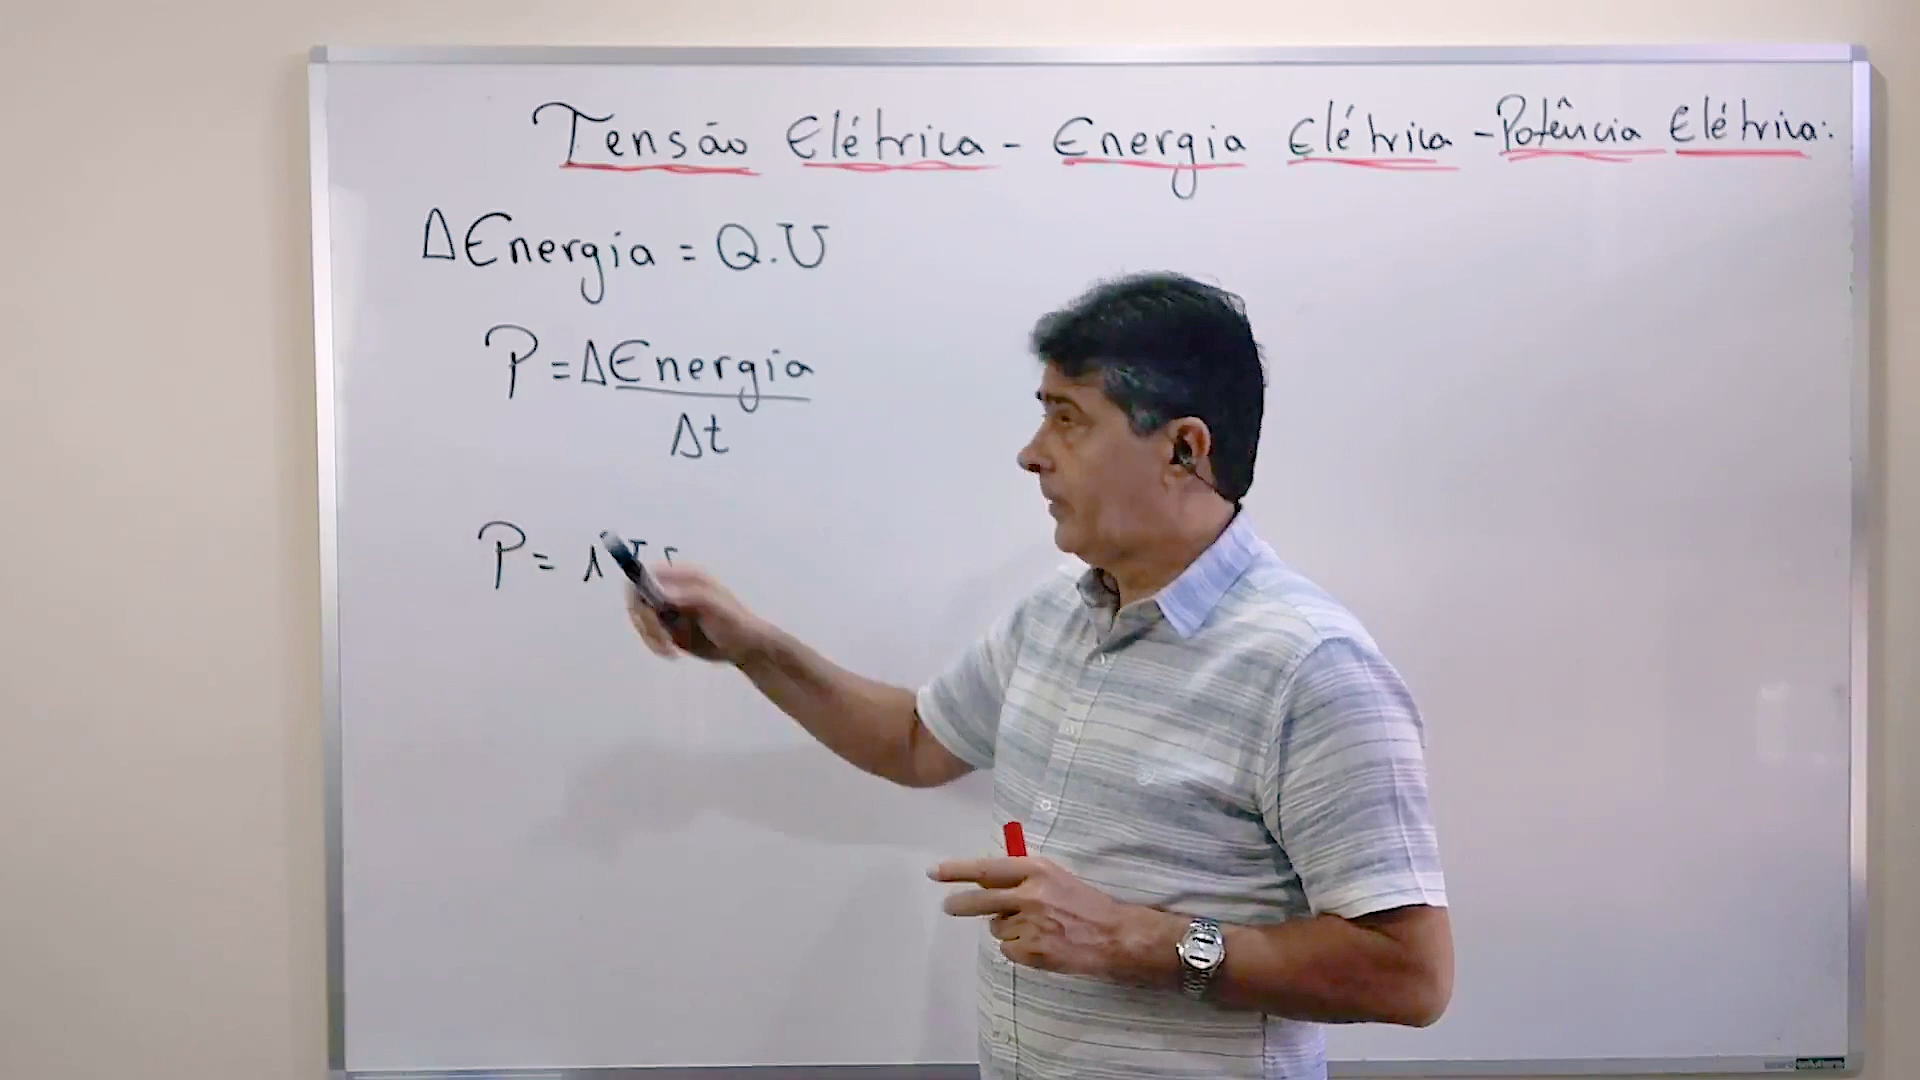 Tensão Elétrica - Energia Elétrica - Potência Elétrica:
ΔEnergia = Q.U
P = ΔEnergia
Δt
P = i